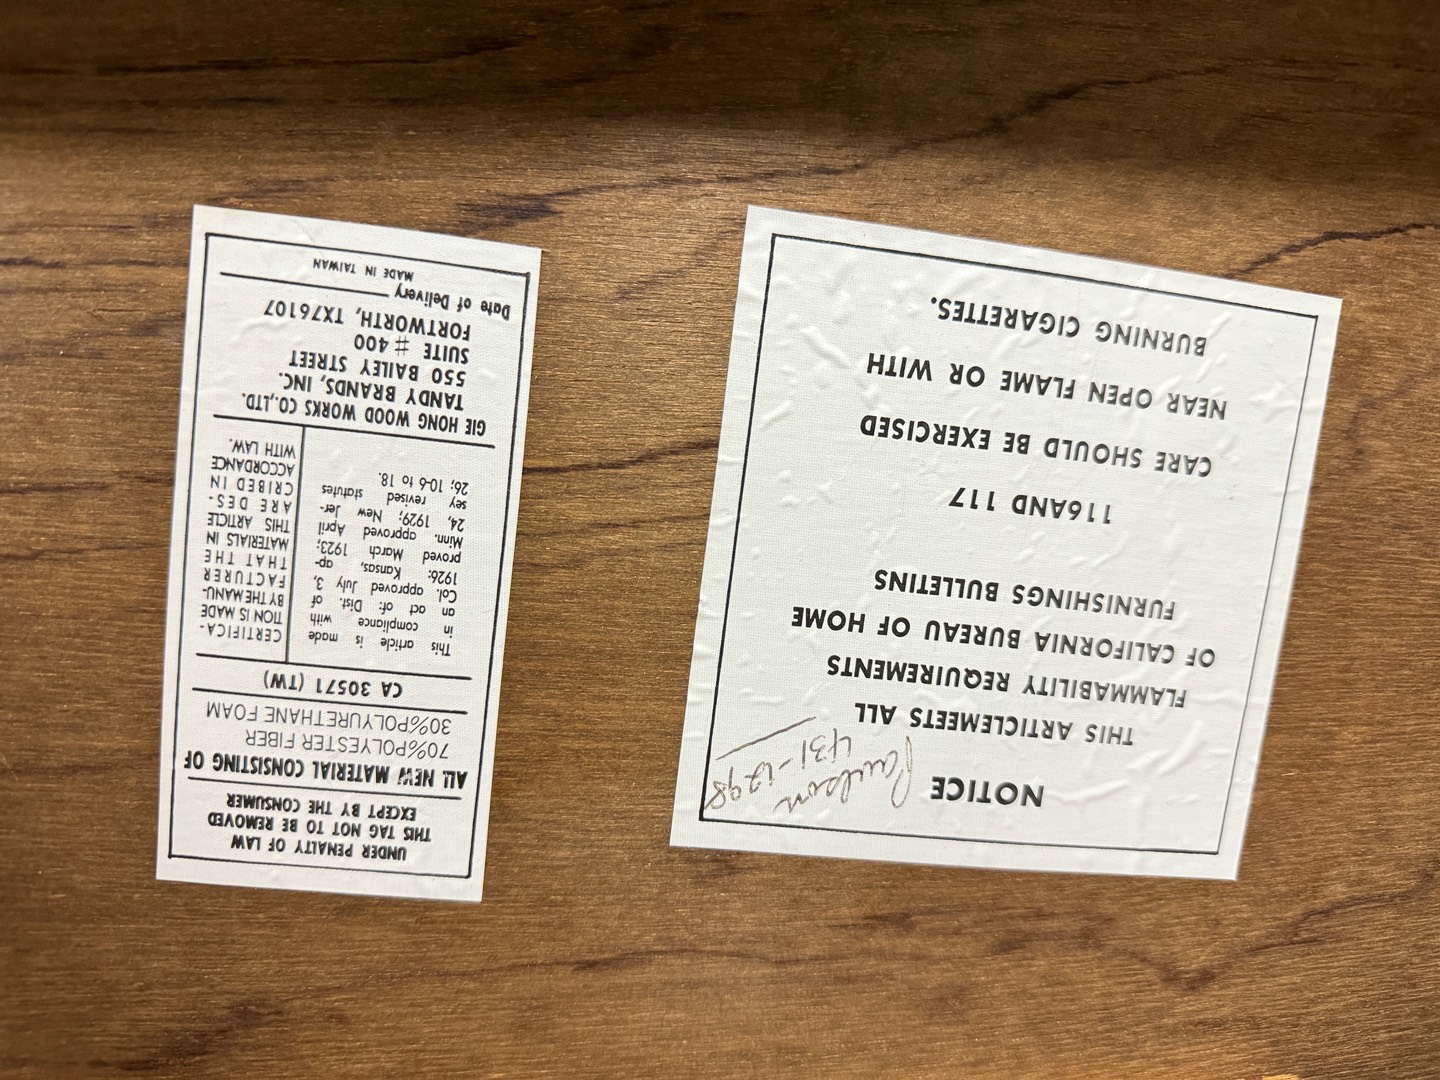 UNDER PENALTY OF LAW
THIS TAG NOT TO BE REMOVED
EXCEPT BY THE CONSUMER
ALL NEW MATERIAL CONSISTING OF
70%POLYESTER FIBER
30%POLYURETHANE FOAM
CA 30571 (TW)
This article is made
in compliance with
an act of: Dist. of
Col. approved July 3,
1926: Kansas, ap-
proved March 1923;
Minn. approved April
24, 1929; New Jer-
sey revised statutes
26; 10-6 to 18.
CERTIFICA-
TION IS MADE
BY THE MANU-
FACTURER
THAT THE
MATERIALS IN
THIS ARTICLE
ARE DES-
CRIBED IN
ACCORDANCE
WITH LAW.
GIE HONG WOOD WORKS CO.,LTD.
TANDY BRANDS, INC.
550 BAILEY STREET
SUITE # 400
FORTWORTH, TX76107
Date of Delivery
MADE IN TAIWAN
NOTICE
Paulson
431-1298
THIS ARTICLEMEETS ALL
FLAMMABILITY REQUIREMENTS
OF CALIFORNIA BUREAU OF HOME
FURNISHINGS BULLETINS
116AND 117
CARE SHOULD BE EXERCISED
NEAR OPEN FLAME OR WITH
BURNING CIGARETTES.